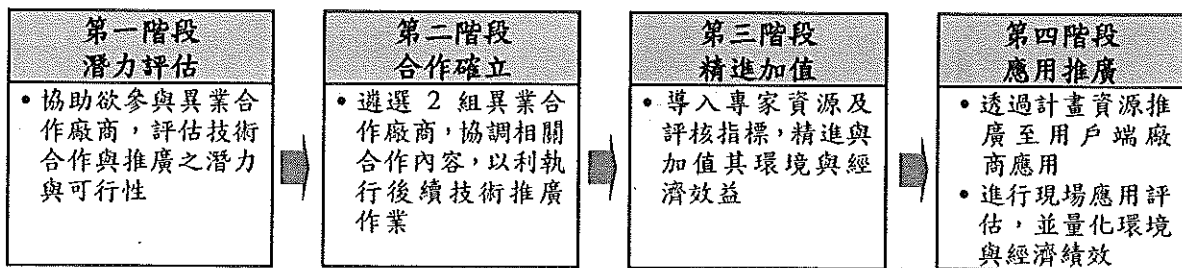 第一階段
潛力評估
• 協助欲參與異業合
作廠商，評估技術
合作與推廣之潛力
與可行性
第二階段
合作確立
• 遴選 2 組異業合
作廠商，協調相關
合作內容，以利執
行後續技術推廣
作業
第三階段
精進加值
• 導入專家資源及
評核指標，精進與
加值其環境與經
濟效益
第四階段
應用推廣
• 透過計畫資源推
廣至用戶端廠
商應用
• 進行現場應用評
估，並量化環境
與經濟績效